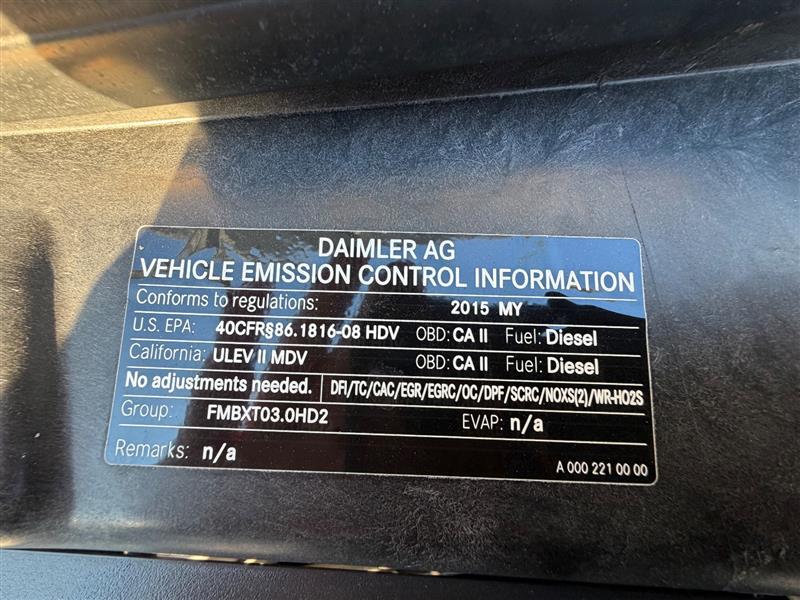 DAIMLER AG
VEHICLE EMISSION CONTROL INFORMATION
Conforms to regulations: 2015 MY
U.S. EPA: 40CFR§86.1816-08 HDV OBD: CA II Fuel: Diesel
California: ULEV II MDV OBD: CA II Fuel: Diesel
No adjustments needed. DFI/TC/CAC/EGR/EGRC/OC/DPF/SCRC/NOXS(2)/WR-HO2S
Group: FMBXT03.0HD2 EVAP: n/a
Remarks: n/a A 000 221 00 00